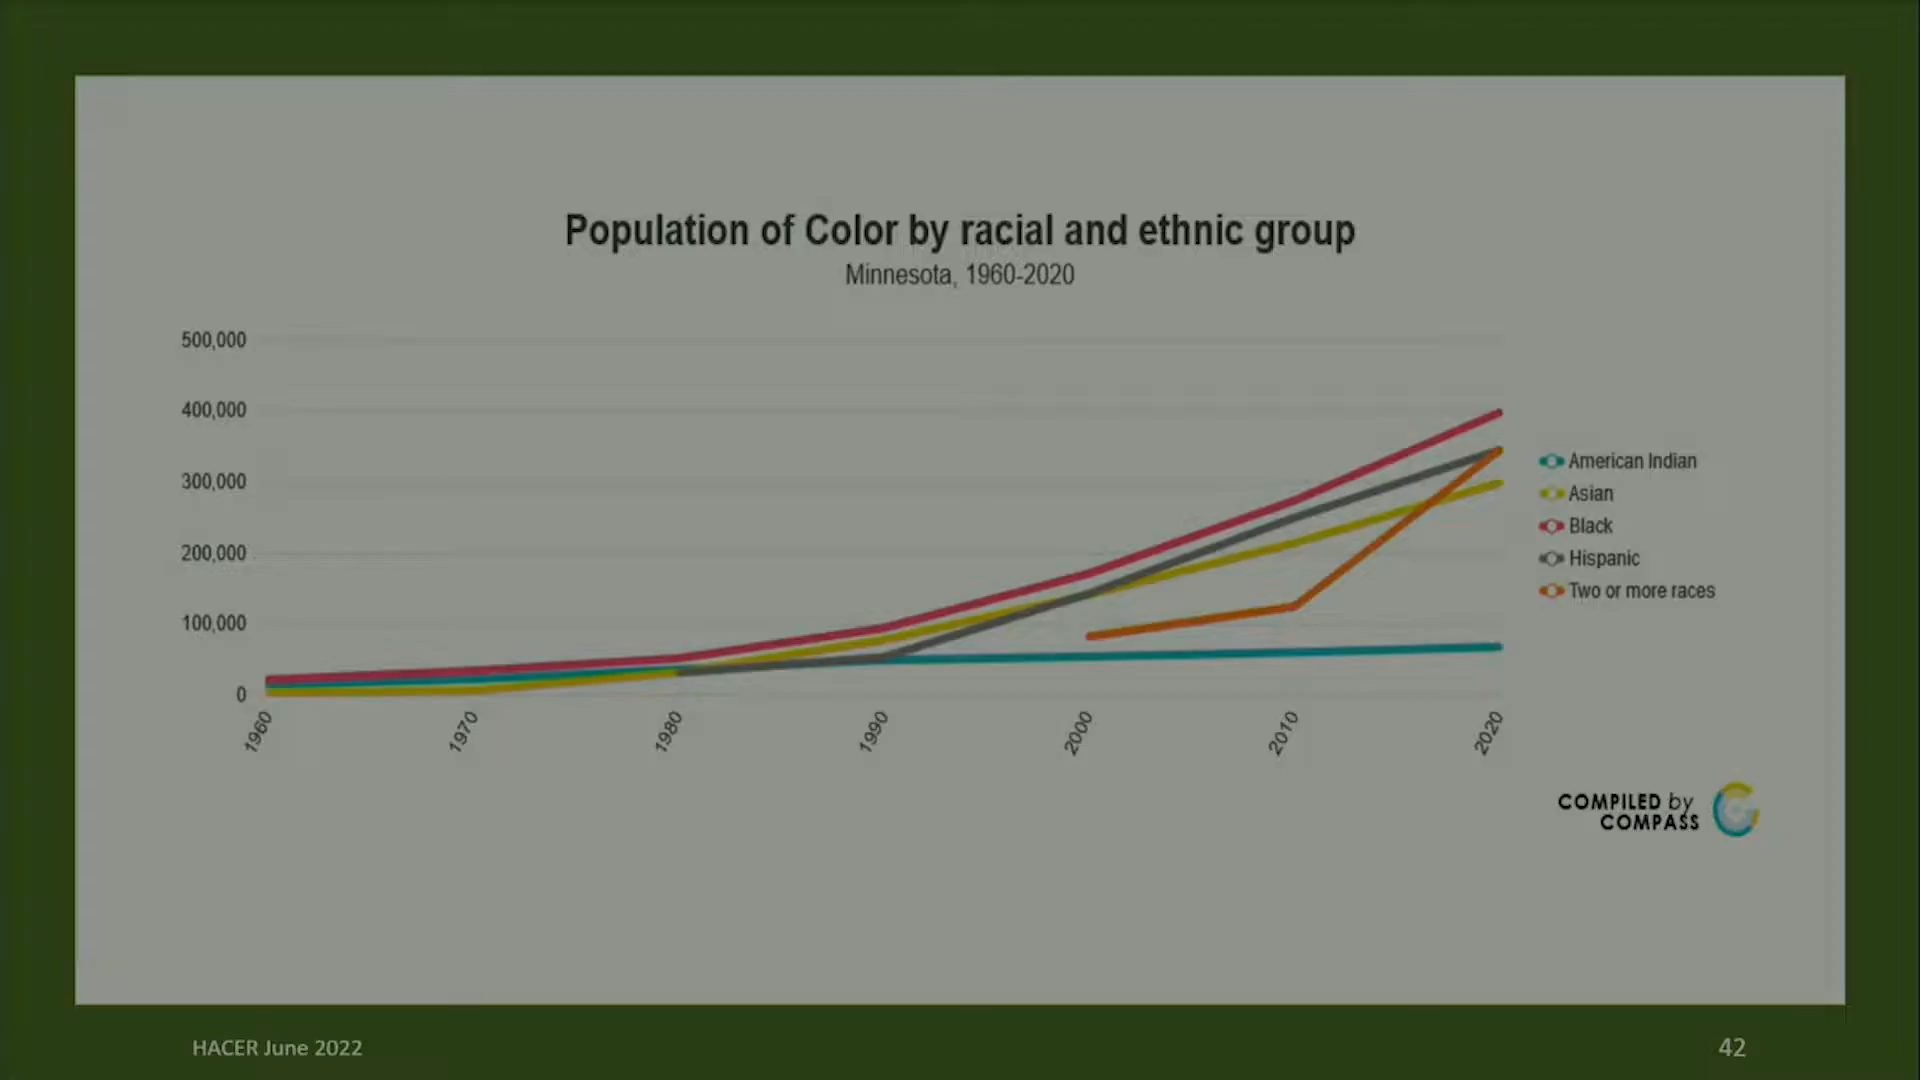 Population of Color by racial and ethnic group
Minnesota, 1960-2020
500,000
400,000
300,000
200,000
100,000
0
1960
1970
1980
1990
2000
2010
2020
American Indian
Asian
Black
Hispanic
Two or more races
COMPILED by
COMPASS
HACER June 2022
42